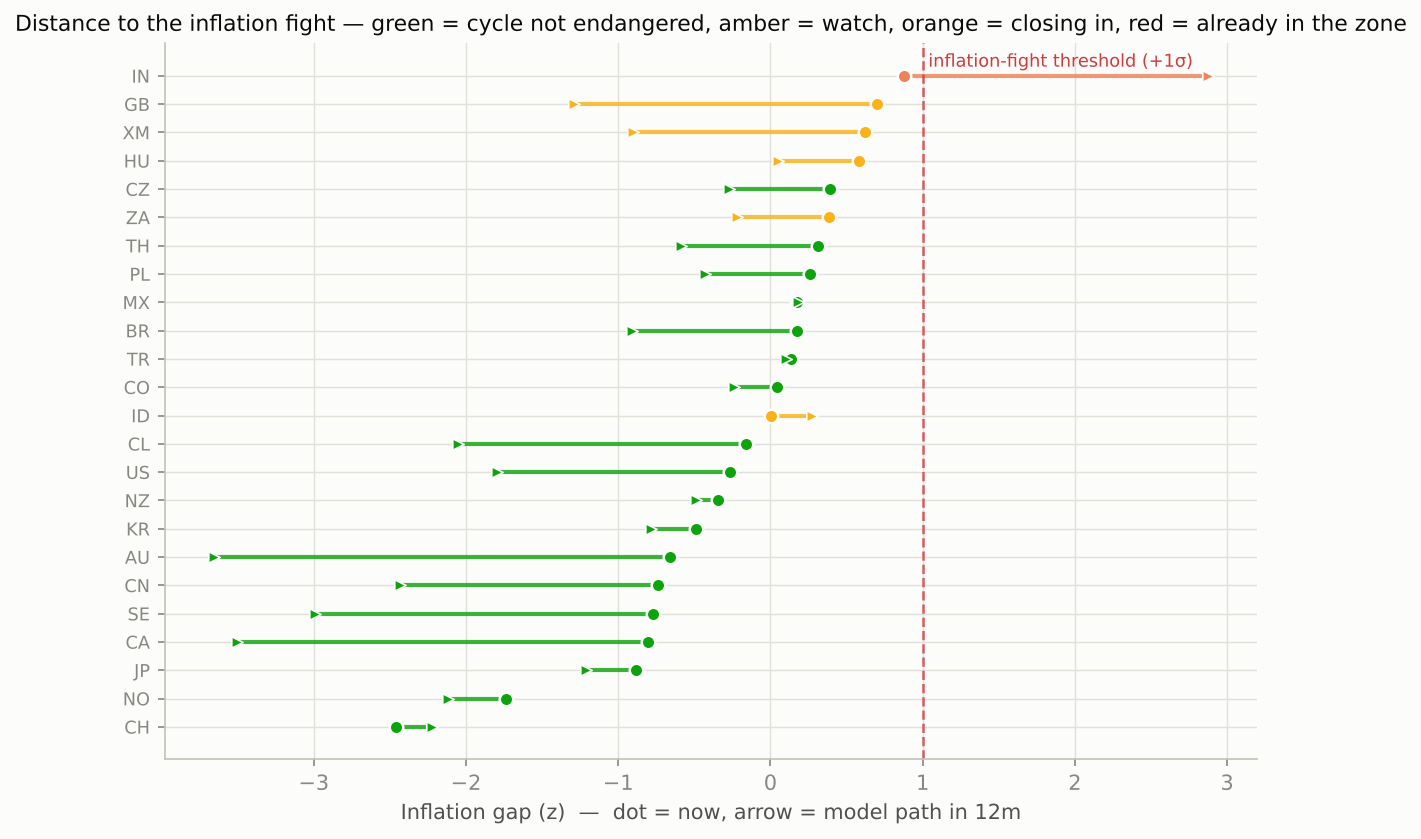 Distance to the inflation fight — green = cycle not endangered, amber = watch, orange = closing in, red = already in the zone
inflation-fight threshold (+1σ)
IN
GB
XM
HU
CZ
ZA
TH
PL
MX
BR
TR
CO
ID
CL
US
NZ
KR
AU
CN
SE
CA
JP
NO
CH
−3 −2 −1 0 1 2 3
Inflation gap (z) — dot = now, arrow = model path in 12m